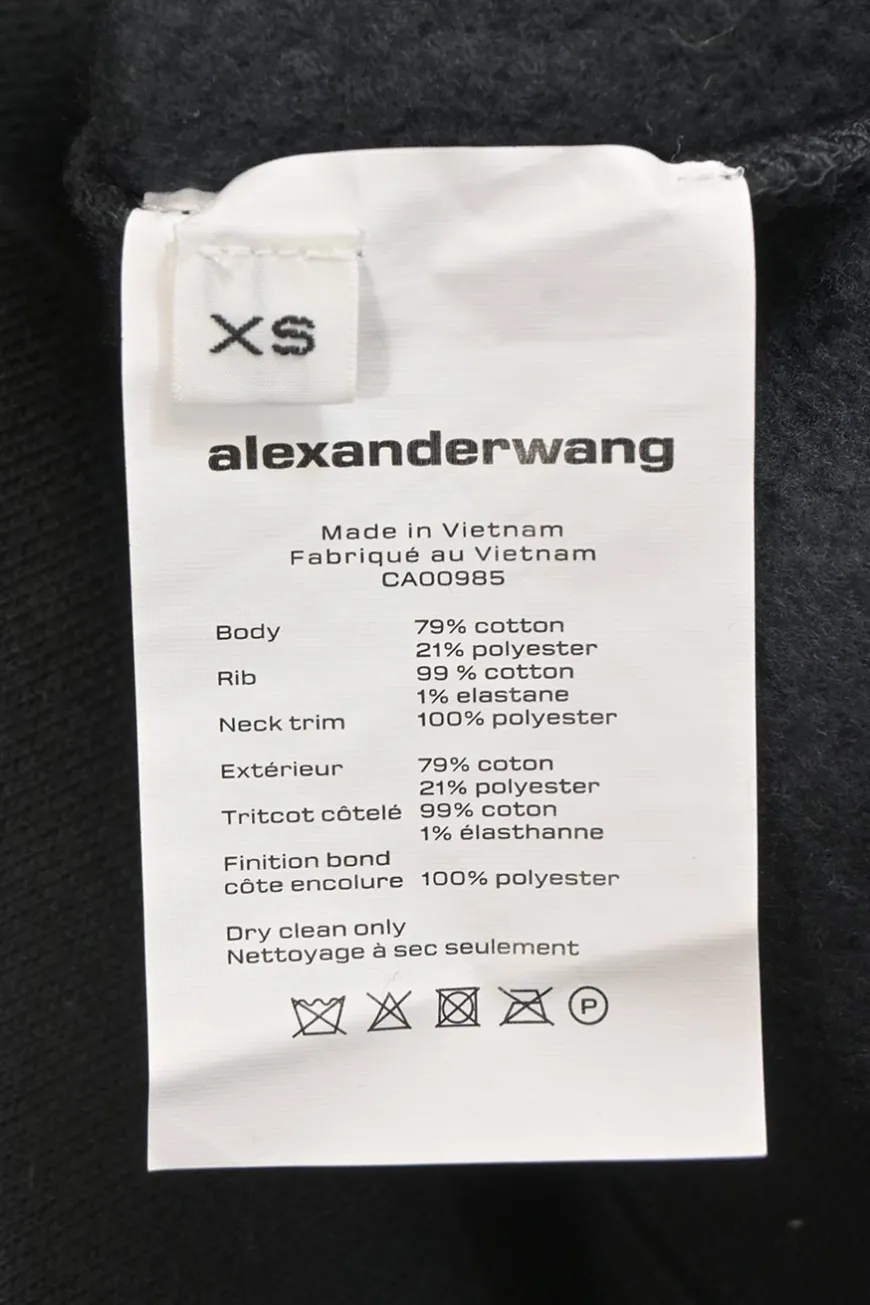 XS
alexanderwang
Made in Vietnam
Fabriqué au Vietnam
CA00985
Body 79% cotton
21% polyester
Rib 99 % cotton
1% elastane
Neck trim 100% polyester
Extérieur 79% coton
21% polyester
Tritcot côtelé 99% coton
1% élasthanne
Finition bond
côte encolure 100% polyester
Dry clean only
Nettoyage à sec seulement
P